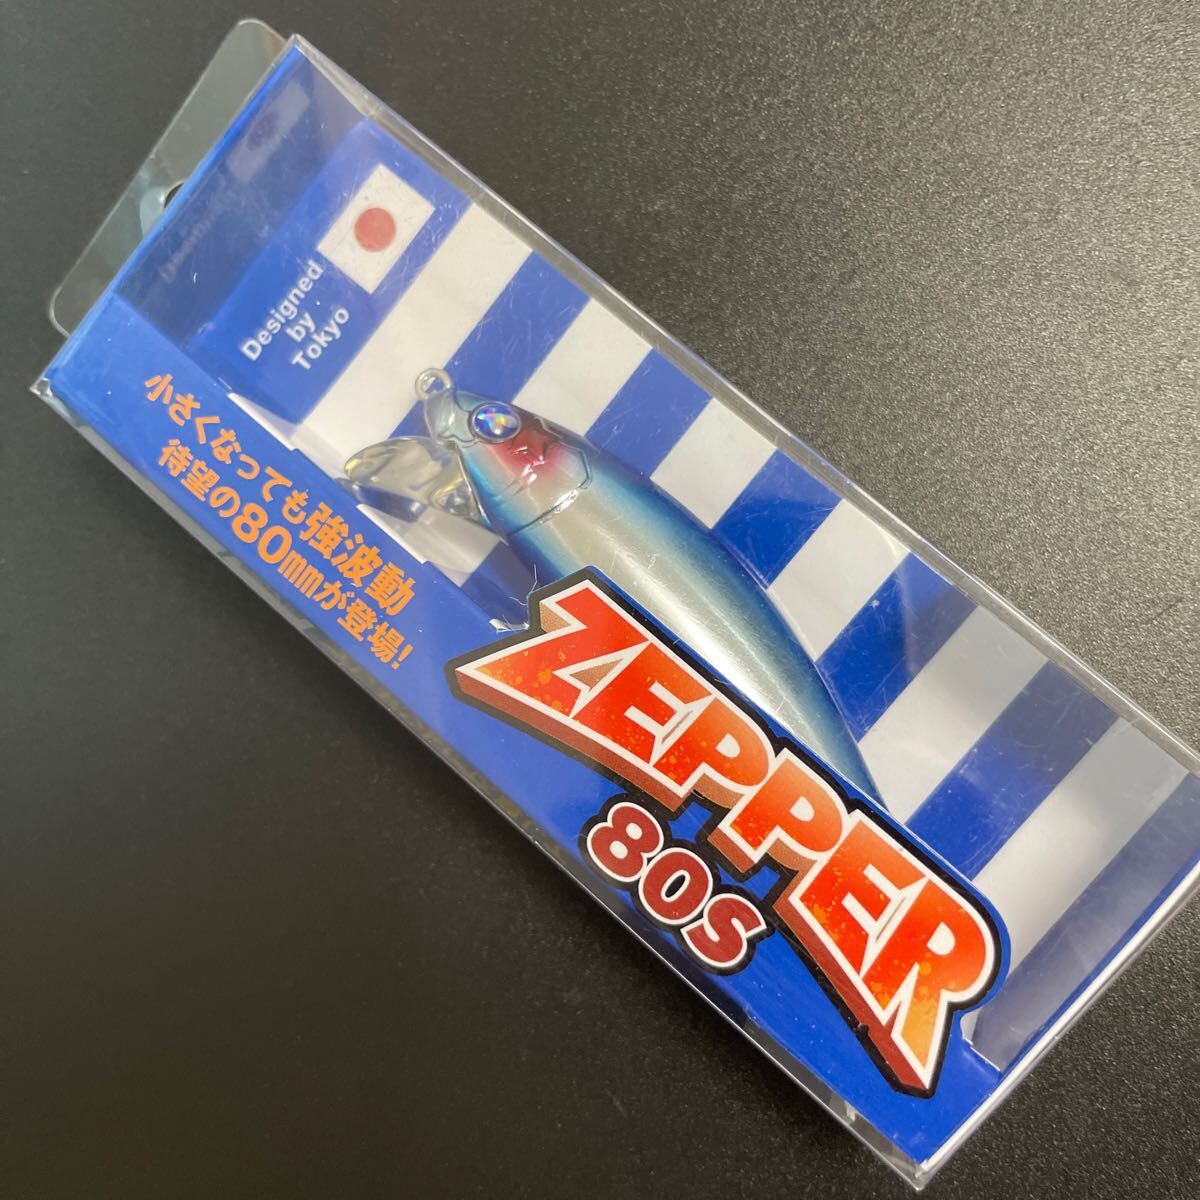 Designed
by
Tokyo
小さくなっても強波動
待望の80mmが登場!
ZEPPER
80S